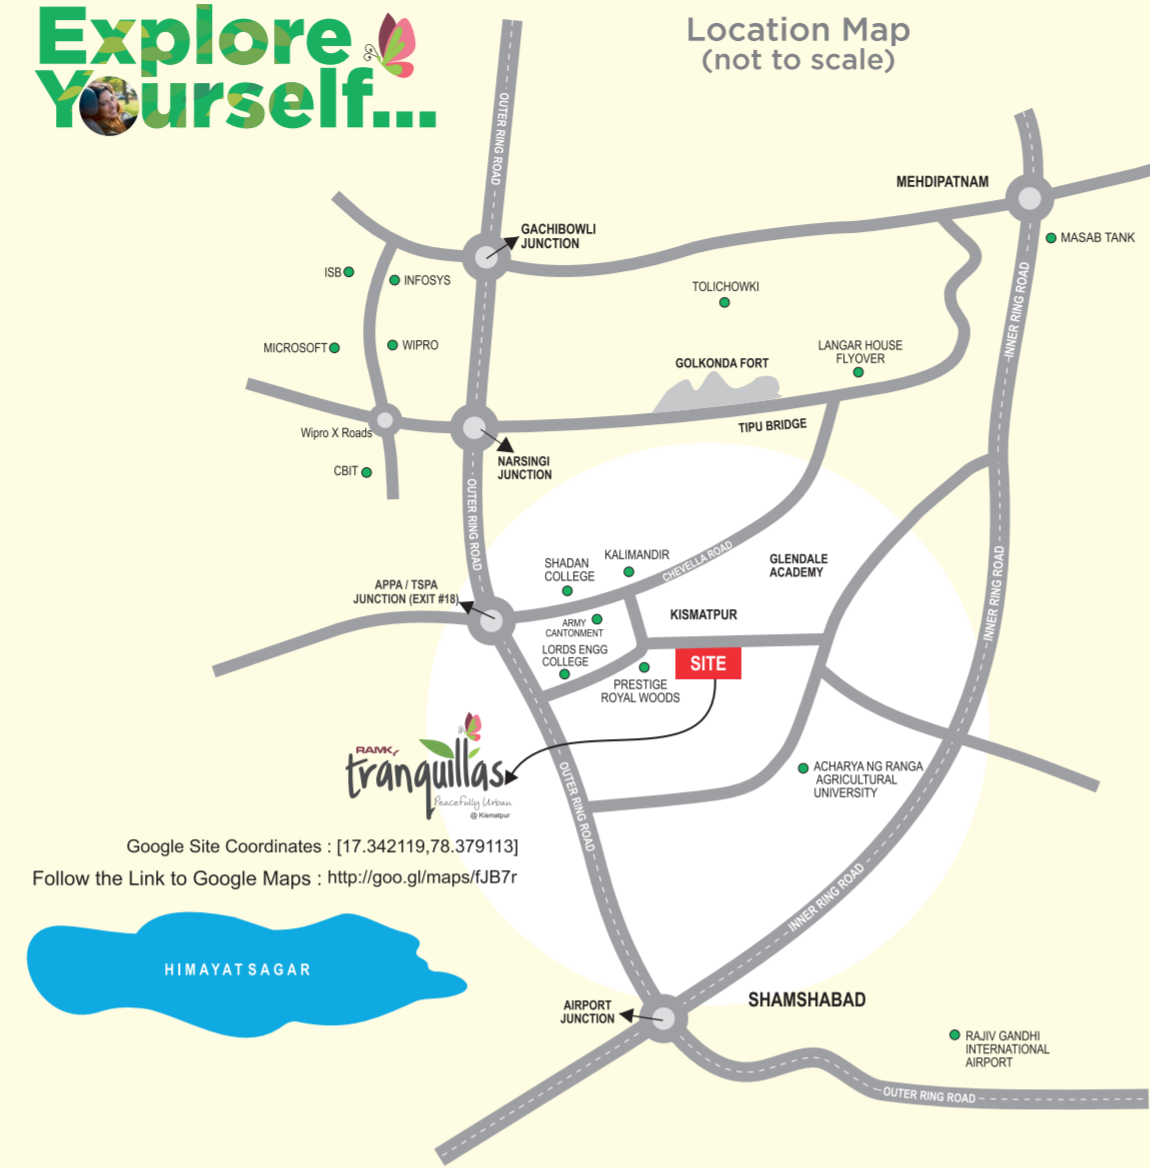 Explore
Yourself...
Location Map
(not to scale)
OUTER RING ROAD
MEHDIPATNAM
MASAB TANK
GACHIBOWLI
JUNCTION
ISB
INFOSYS
TOLICHOWKI
INNER RING ROAD
MICROSOFT
WIPRO
LANGAR HOUSE
FLYOVER
GOLKONDA FORT
TIPU BRIDGE
Wipro X Roads
NARSINGI
JUNCTION
CBIT
OUTER RING ROAD
CHEVELLA ROAD
KALIMANDIR
SHADAN
COLLEGE
GLENDALE
ACADEMY
INNER RING ROAD
APPA / TSPA
JUNCTION (EXIT #18)
ARMY
CANTONMENT
KISMATPUR
LORDS ENGG
COLLEGE
SITE
PRESTIGE
ROYAL WOODS
RAMKY
tranquillas
Peacefully Urban
@ Kismatpur
OUTER RING ROAD
ACHARYA NG RANGA
AGRICULTURAL
UNIVERSITY
Google Site Coordinates : [17.342119,78.379113]
Follow the Link to Google Maps : http://goo.gl/maps/fJB7r
INNER RING ROAD
HIMAYAT SAGAR
SHAMSHABAD
AIRPORT
JUNCTION
RAJIV GANDHI
INTERNATIONAL
AIRPORT
OUTER RING ROAD